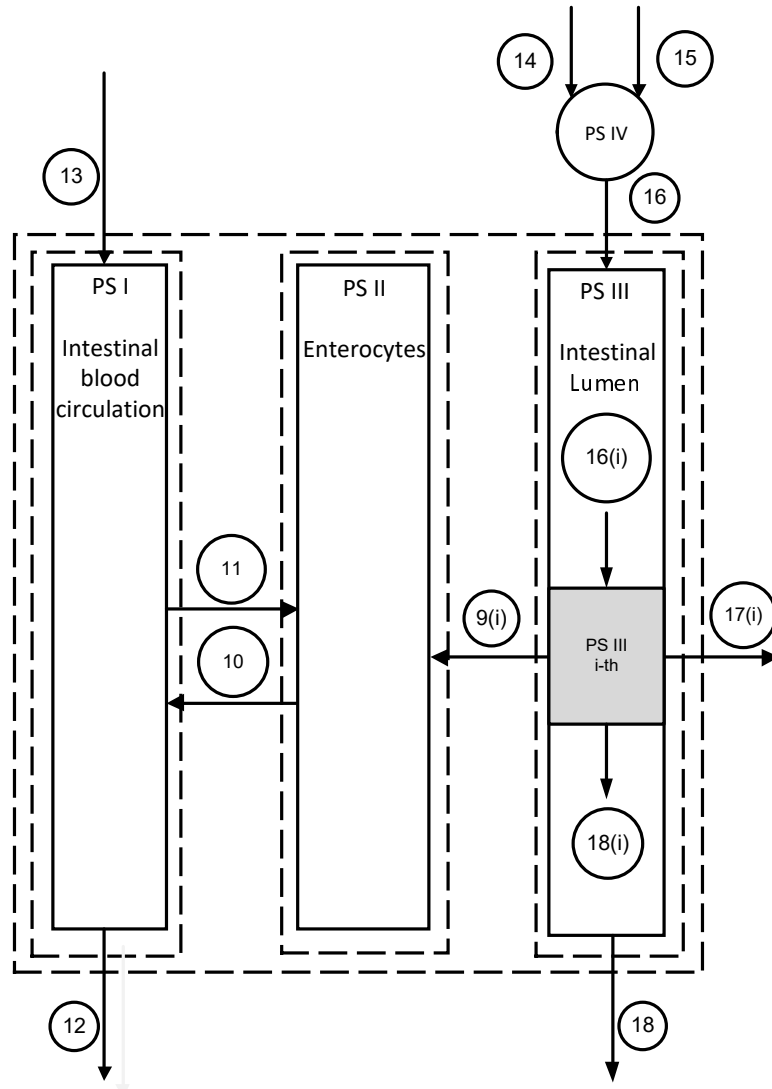 14
15
PS IV
13
16
PS I
PS II
PS III
Intestinal
blood
circulation
Enterocytes
Intestinal
Lumen
16(i)
11
9(i)
17(i)
PS III
i-th
10
18(i)
12
18